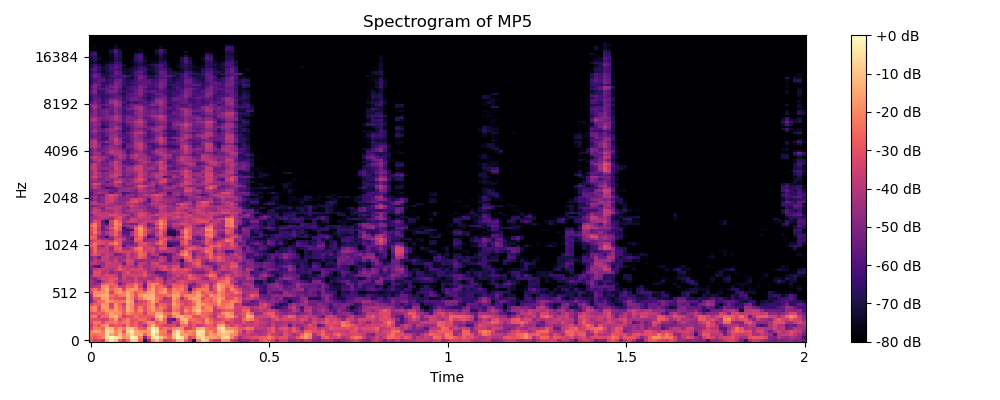 Spectrogram of MP5
Hz
16384
8192
4096
2048
1024
512
0
0
0.5
1
1.5
2
Time
+0 dB
-10 dB
-20 dB
-30 dB
-40 dB
-50 dB
-60 dB
-70 dB
-80 dB